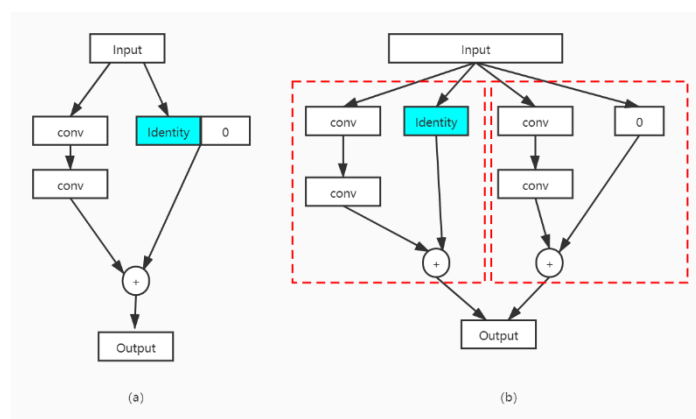 Input
conv
Identity
0
conv
+
Output
(a)
Input
conv
Identity
conv
0
conv
conv
+
+
Output
(b)